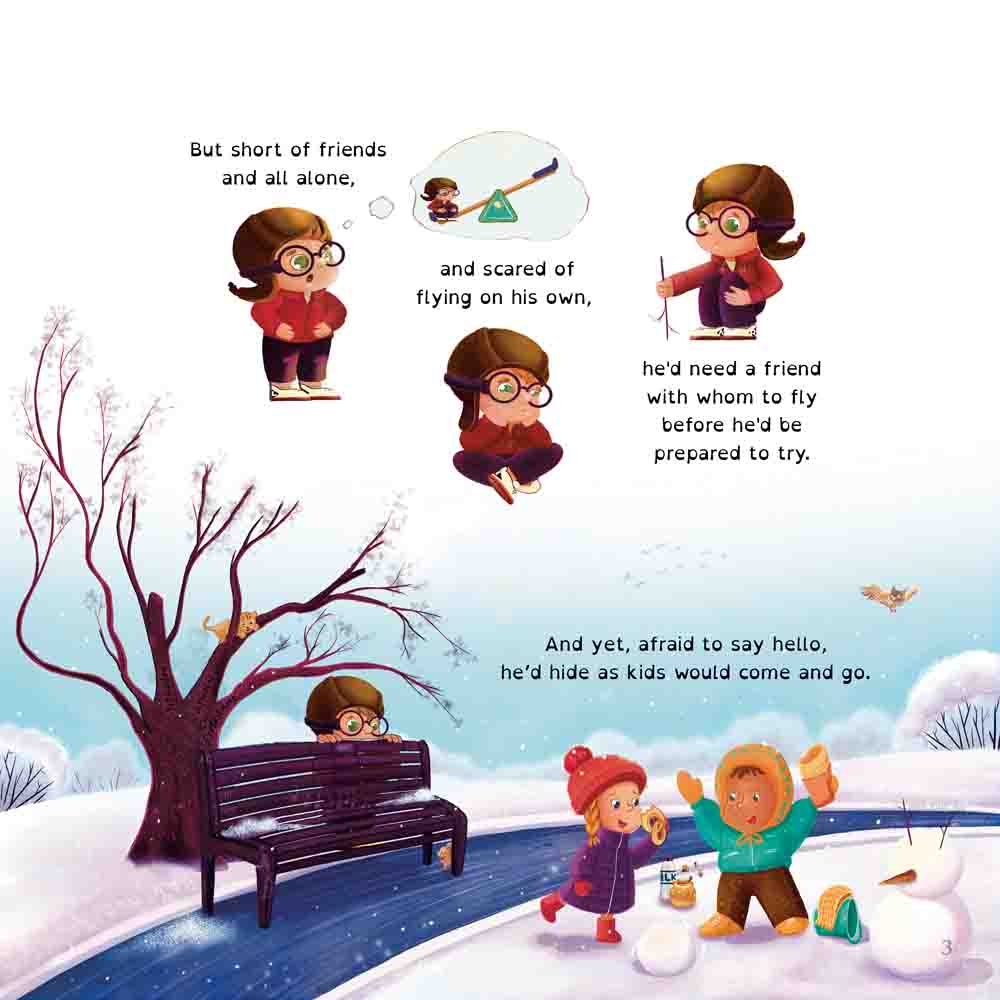 But short of friends
and all alone,
and scared of
flying on his own,
he'd need a friend
with whom to fly
before he'd be
prepared to try.
And yet, afraid to say hello,
he'd hide as kids would come and go.
ILK
3